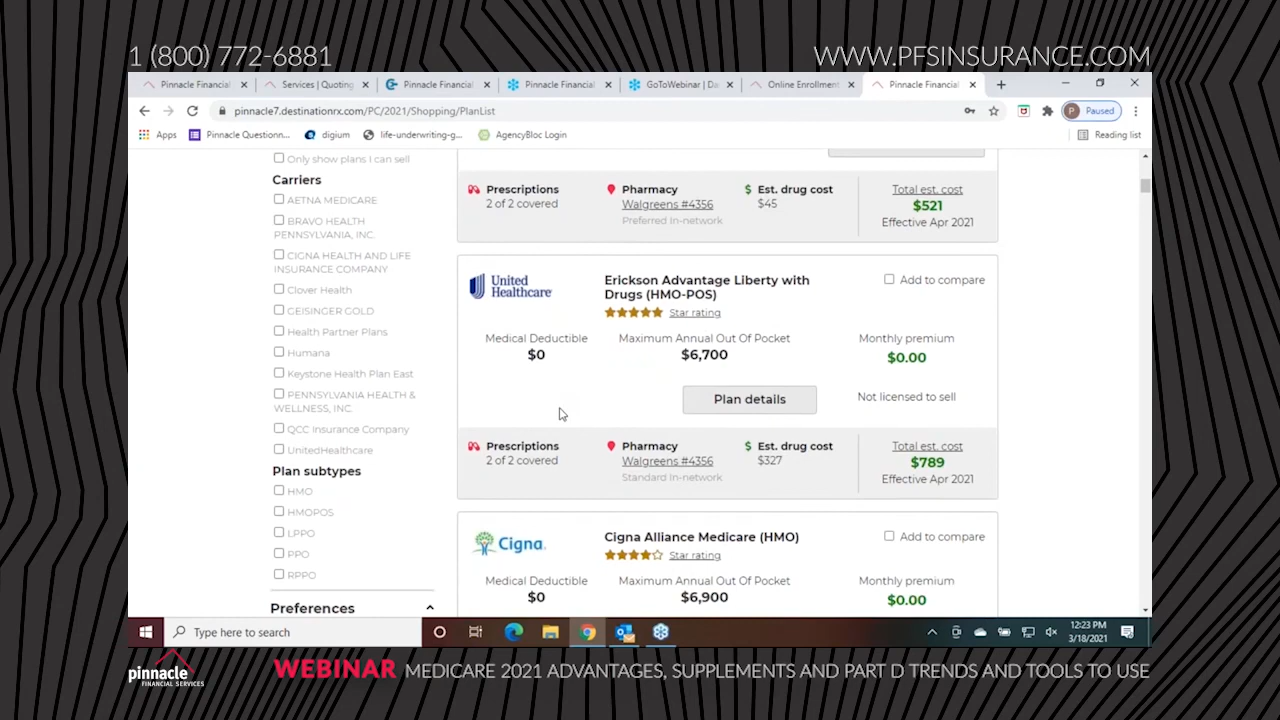 1 (800) 772-6881
WWW.PFSINSURANCE.COM
Pinnacle Financial
Services | Quoting
Pinnacle Financial
Pinnacle Financial
GoToWebinar | Da
Online Enrollment
Pinnacle Financial
pinnacle7.destinationrx.com/PC/2021/Shopping/PlanList
Paused
Apps
Pinnacle Questionn...
digium
life-underwriting-g...
AgencyBloc Login
Reading list
Only show plans I can sell
Carriers
AETNA MEDICARE
BRAVO HEALTH
PENNSYLVANIA, INC.
CIGNA HEALTH AND LIFE
INSURANCE COMPANY
Clover Health
GEISINGER GOLD
Health Partner Plans
Humana
Keystone Health Plan East
PENNSYLVANIA HEALTH &
WELLNESS, INC.
QCC Insurance Company
UnitedHealthcare
Plan subtypes
HMO
HMOPOS
LPPO
PPO
RPPO
Preferences
Prescriptions
2 of 2 covered
Pharmacy
Walgreens #4356
Preferred In-network
$ Est. drug cost
$45
Total est. cost
$521
Effective Apr 2021
United
Healthcare
Erickson Advantage Liberty with
Drugs (HMO-POS)
Star rating
Add to compare
Medical Deductible
$0
Maximum Annual Out Of Pocket
$6,700
Monthly premium
$0.00
Plan details
Not licensed to sell
Prescriptions
2 of 2 covered
Pharmacy
Walgreens #4356
Standard In-network
$ Est. drug cost
$327
Total est. cost
$789
Effective Apr 2021
Cigna.
Cigna Alliance Medicare (HMO)
Star rating
Add to compare
Medical Deductible
$0
Maximum Annual Out Of Pocket
$6,900
Monthly premium
$0.00
Type here to search
12:23 PM
3/18/2021
pinnacle
FINANCIAL SERVICES
WEBINAR MEDICARE 2021 ADVANTAGES, SUPPLEMENTS AND PART D TRENDS AND TOOLS TO USE